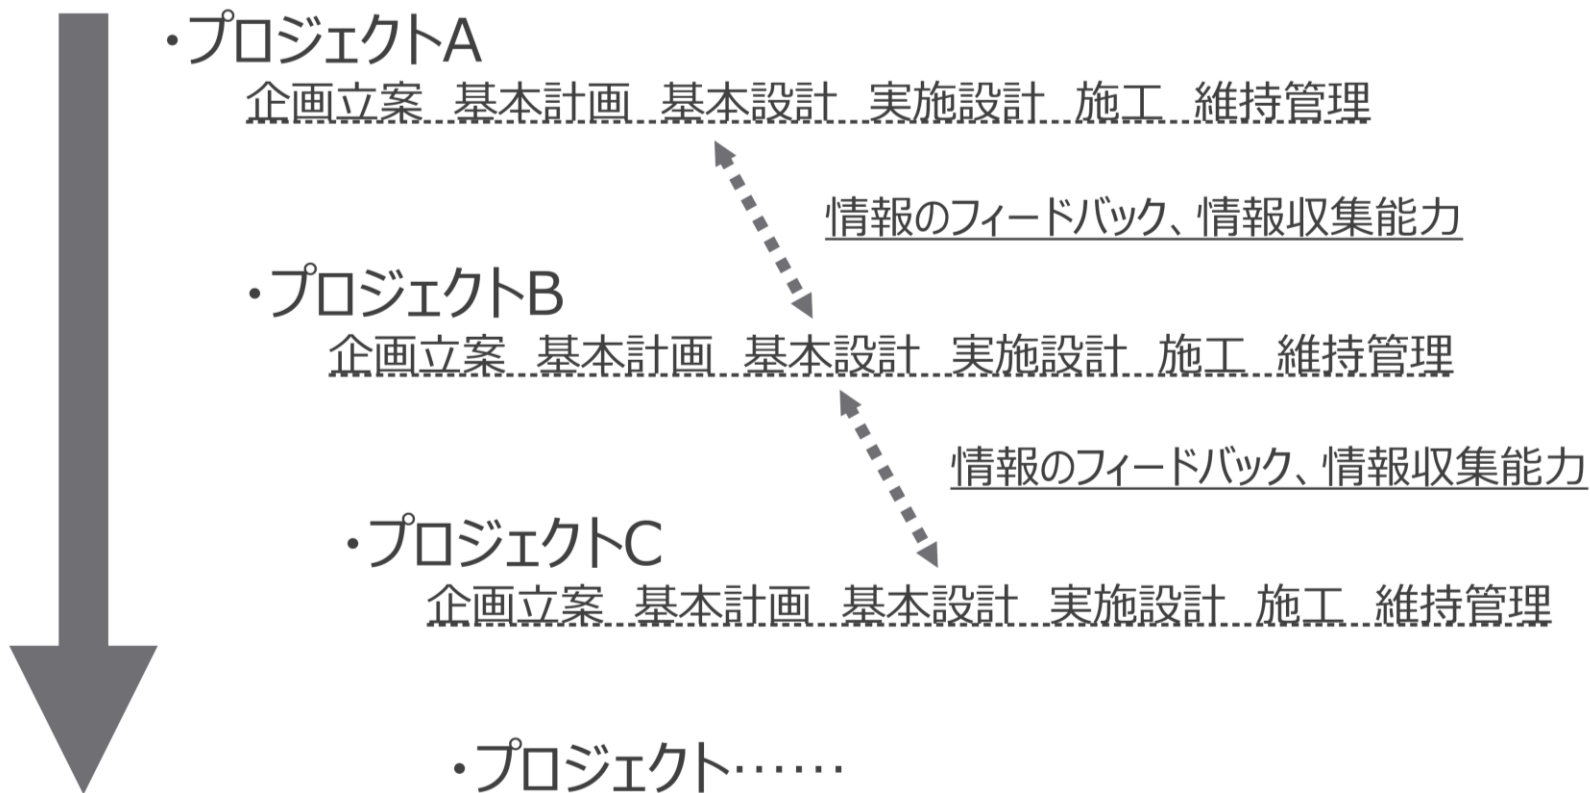 ・プロジェクトA
企画立案 基本計画 基本設計 実施設計 施工 維持管理
情報のフィードバック、情報収集能力
・プロジェクトB
企画立案 基本計画 基本設計 実施設計 施工 維持管理
情報のフィードバック、情報収集能力
・プロジェクトC
企画立案 基本計画 基本設計 実施設計 施工 維持管理
・プロジェクト……